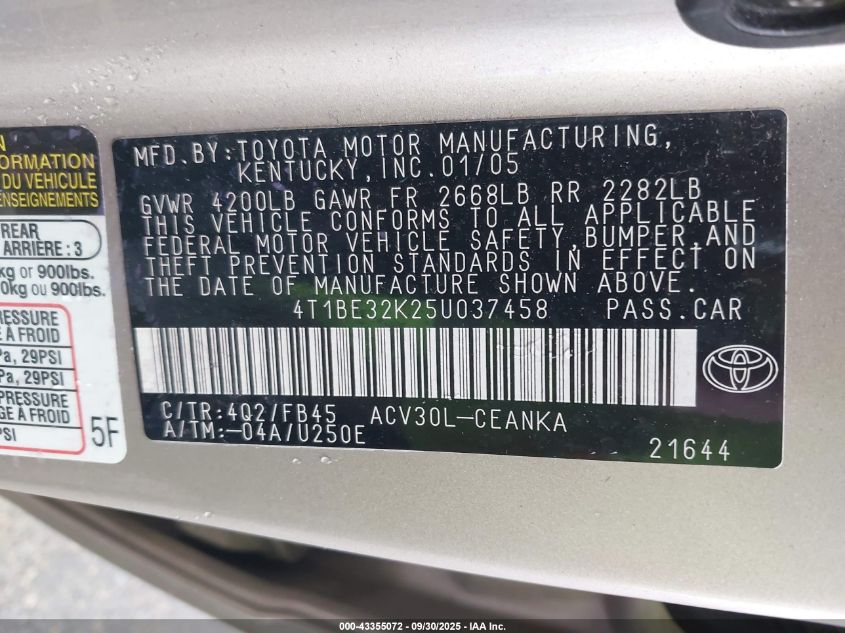 N
FORMATION
DU VÉHICULE
ENSEIGNEMENTS
REAR
ARRIÈRE : 3
kg or 900lbs.
0kg ou 900lbs.
RESSURE
E À FROID
Pa, 29PSI
Pa, 29PSI
PRESSURE
GE À FROID
PSI
5F
MFD.BY:TOYOTA MOTOR MANUFACTURING,
KENTUCKY,INC.01/05
GVWR 4200LB GAWR FR 2668LB RR 2282LB
THIS VEHICLE CONFORMS TO ALL APPLICABLE
FEDERAL MOTOR VEHICLE SAFETY,BUMPER,AND
THEFT PREVENTION STANDARDS IN EFFECT ON
THE DATE OF MANUFACTURE SHOWN ABOVE.
4T1BE32K25U037458 PASS.CAR
C/TR:4Q2/FB45 ACV30L-CEANKA
A/TM:-04A/U250E
21644
000-43355072 - 09/30/2025 - IAA Inc.